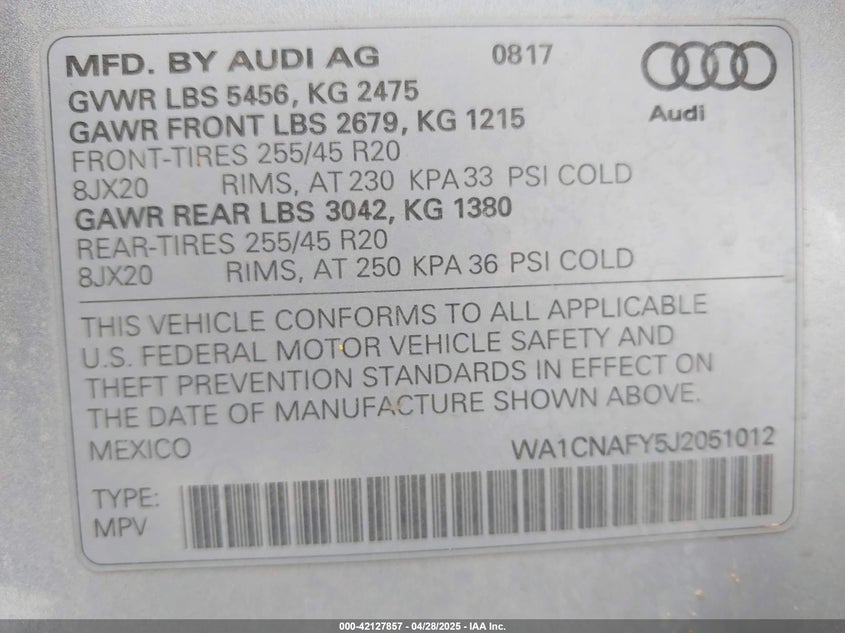 MFD. BY AUDI AG 0817
Audi
GVWR LBS 5456, KG 2475
GAWR FRONT LBS 2679, KG 1215
FRONT-TIRES 255/45 R20
8JX20 RIMS, AT 230 KPA 33 PSI COLD
GAWR REAR LBS 3042, KG 1380
REAR-TIRES 255/45 R20
8JX20 RIMS, AT 250 KPA 36 PSI COLD
THIS VEHICLE CONFORMS TO ALL APPLICABLE
U.S. FEDERAL MOTOR VEHICLE SAFETY AND
THEFT PREVENTION STANDARDS IN EFFECT ON
THE DATE OF MANUFACTURE SHOWN ABOVE.
MEXICO WA1CNAFY5J2051012
TYPE:
MPV
000-42127857 - 04/28/2025 - IAA Inc.